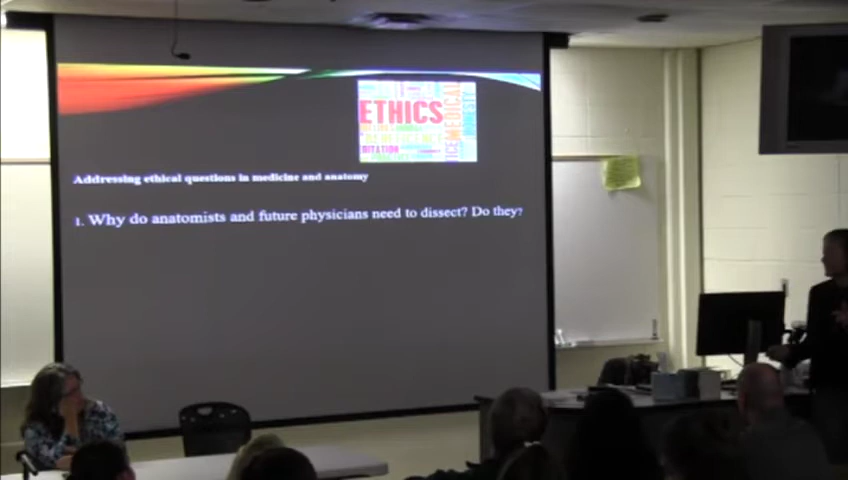 ETHICS
MEDICAL
HONESTY
Addressing ethical questions in medicine and anatomy
1. Why do anatomists and future physicians need to dissect? Do they?